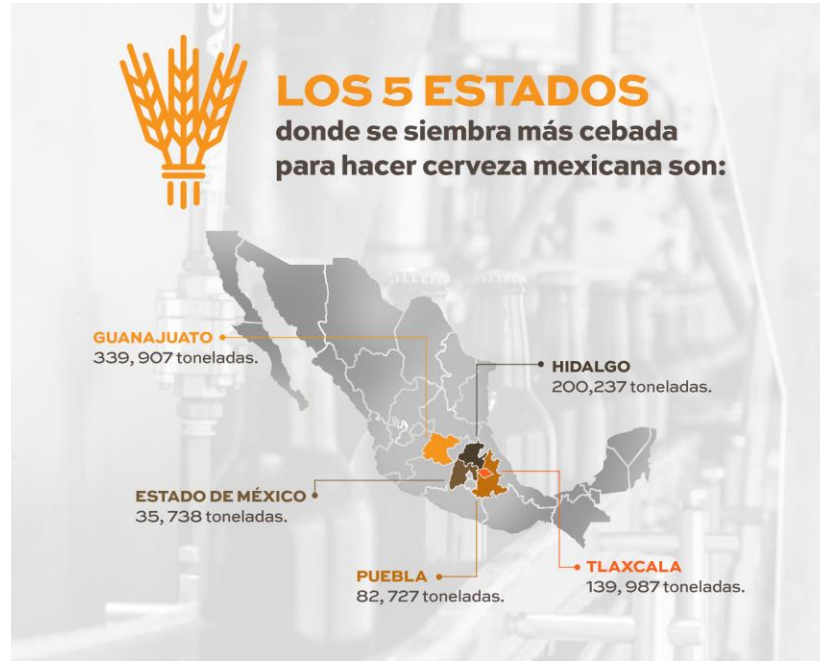 LOS 5 ESTADOS
donde se siembra más cebada
para hacer cerveza mexicana son:
GUANAJUATO
339, 907 toneladas.
HIDALGO
200,237 toneladas.
ESTADO DE MÉXICO
35, 738 toneladas.
PUEBLA
82, 727 toneladas.
TLAXCALA
139, 987 toneladas.